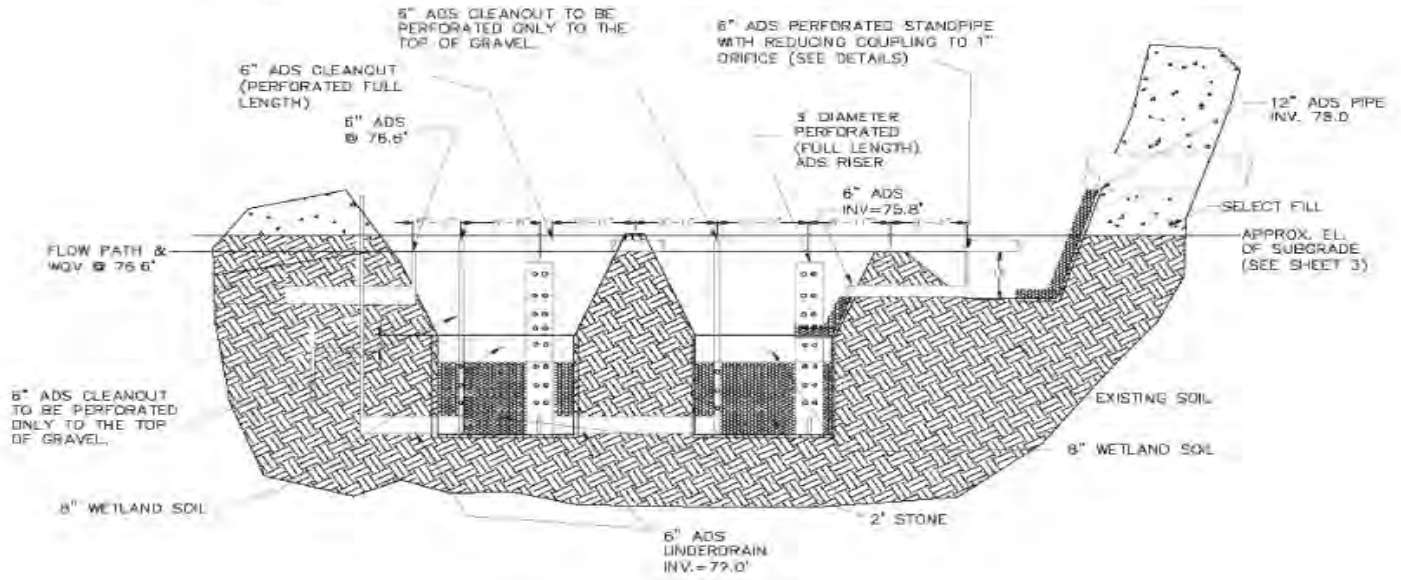 6" ADS CLEANOUT TO BE
PERFORATED ONLY TO THE
TOP OF GRAVEL.
6" ADS PERFORATED STANDPIPE
WITH REDUCING COUPLING TO 1"
ORIFICE (SEE DETAILS)
6" ADS CLEANOUT
(PERFORATED FULL
LENGTH)
6" ADS
@ 76.6'
DIAMETER
PERFORATED
(FULL LENGTH)
ADS RISER
6" ADS
INV=75.8'
12" ADS PIPE
INV.
SELECT FILL
APPROX. EL.
OF SUBGRADE
(SEE SHEET 3)
FLOW PATH &
WQV @ 76.6'
6" ADS CLEANOUT
TO BE PERFORATED
ONLY TO THE TOP
OF GRAVEL.
EXISTING SOIL
8" WETLAND SOIL
8" WETLAND SOIL
2' STONE
6" ADS
UNDERDRAIN
INV.=